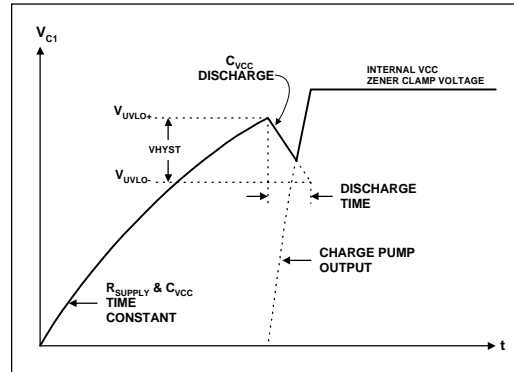 V_C1
C_VCC
DISCHARGE
INTERNAL VCC
ZENER CLAMP VOLTAGE
V_UVLO+
VHYST
V_UVLO-
DISCHARGE
TIME
CHARGE PUMP
OUTPUT
R_SUPPLY & C_VCC
TIME
CONSTANT
t